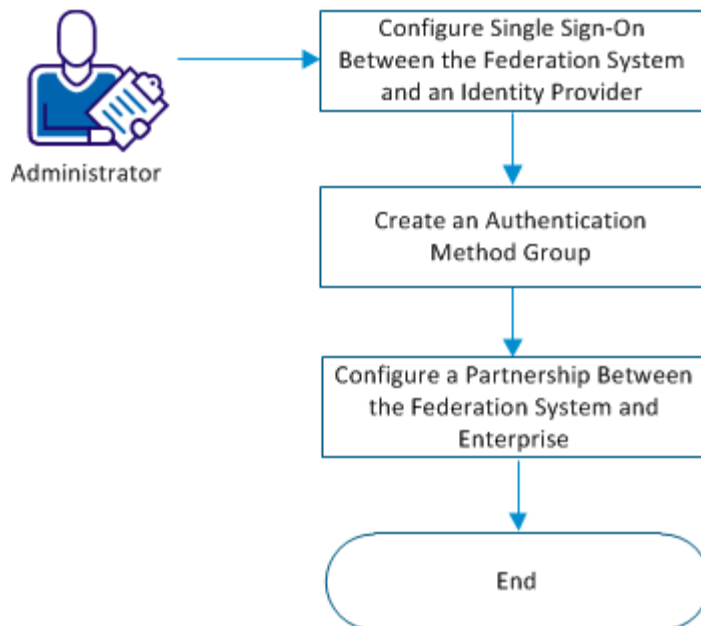 Configure Single Sign-On
Between the Federation System
and an Identity Provider
Administrator
Create an Authentication
Method Group
Configure a Partnership Between
the Federation System and
Enterprise
End